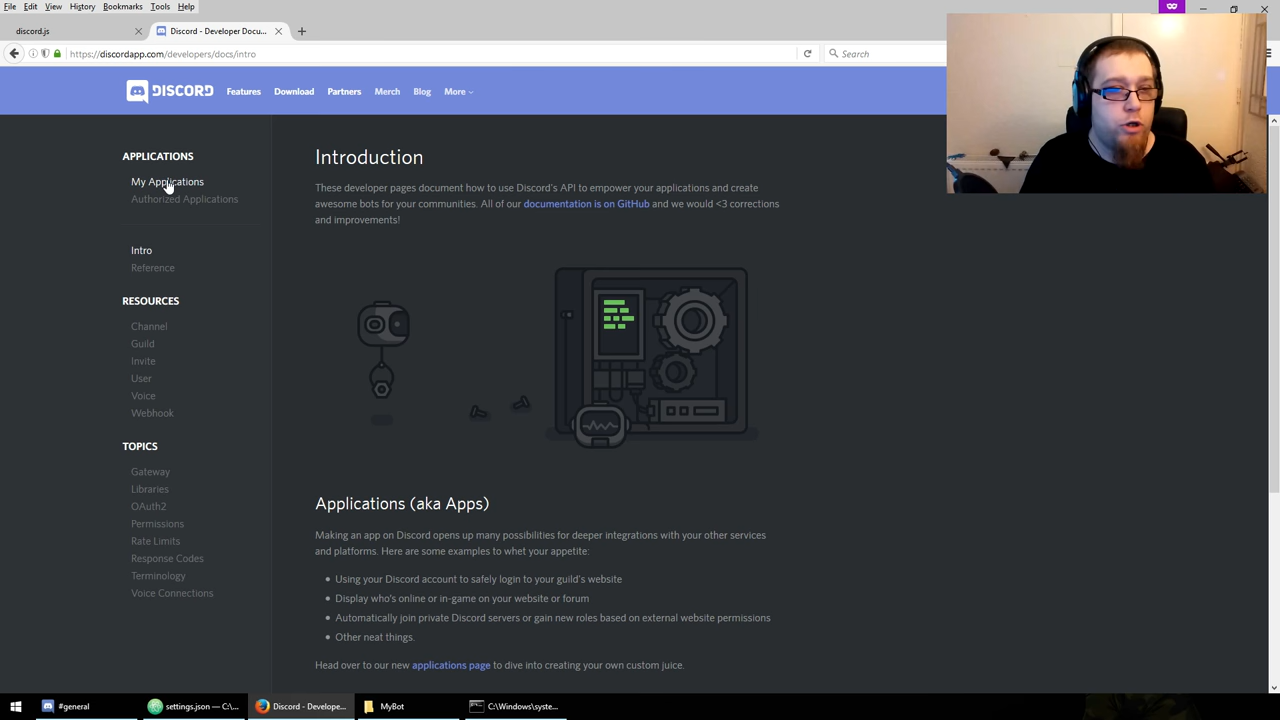 File Edit View History Bookmarks Tools Help
discord.js
Discord - Developer Docu...
https://discordapp.com/developers/docs/intro
Search
DISCORD Features Download Partners Merch Blog More
APPLICATIONS
My Applications
Authorized Applications
Intro
Reference
RESOURCES
Channel
Guild
Invite
User
Voice
Webhook
TOPICS
Gateway
Libraries
OAuth2
Permissions
Rate Limits
Response Codes
Terminology
Voice Connections
Introduction
These developer pages document how to use Discord's API to empower your applications and create
awesome bots for your communities. All of our documentation is on GitHub and we would <3 corrections
and improvements!
Applications (aka Apps)
Making an app on Discord opens up many possibilities for deeper integrations with your other services
and platforms. Here are some examples to whet your appetite:
• Using your Discord account to safely login to your guild's website
• Display who's online or in-game on your website or forum
• Automatically join private Discord servers or gain new roles based on external website permissions
• Other neat things.
Head over to our new applications page to dive into creating your own custom juice.
#general
settings.json — C:\...
Discord - Develope...
MyBot
C:\Windows\syste...